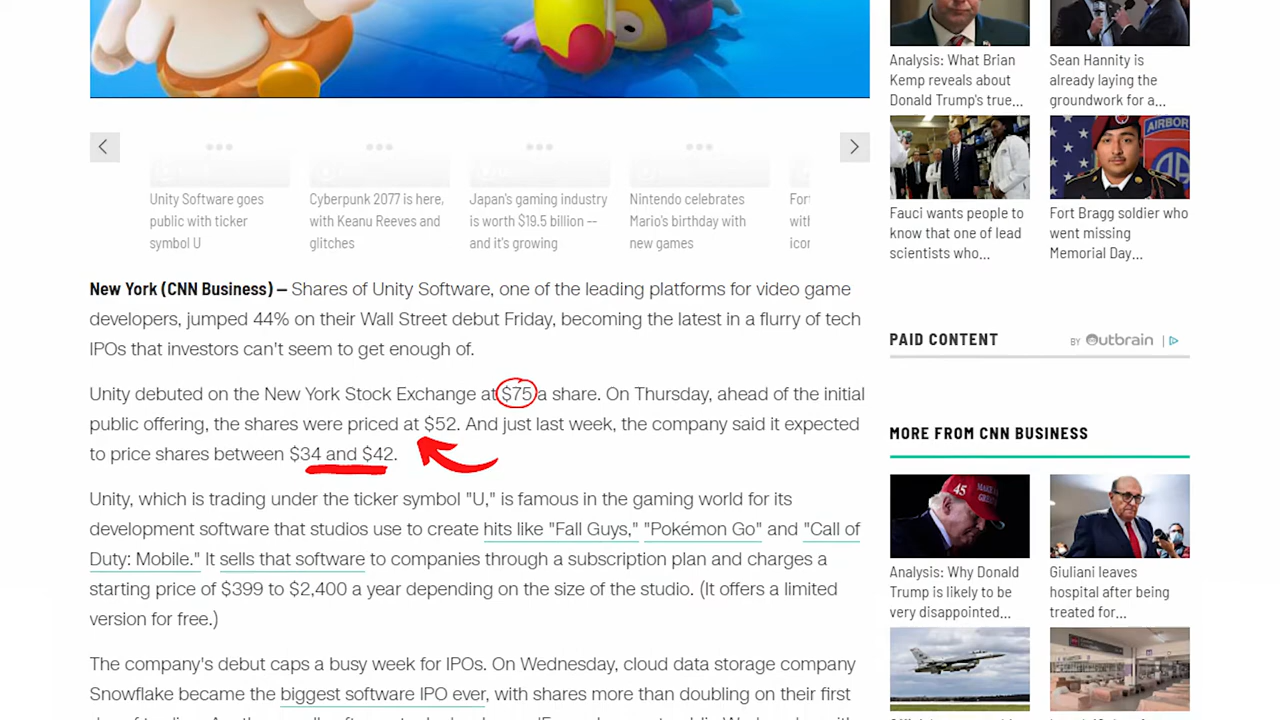 Unity Software goes
public with ticker
symbol U
Cyberpunk 2077 is here,
with Keanu Reeves and
glitches
Japan's gaming industry
is worth $19.5 billion --
and it's growing
Nintendo celebrates
Mario's birthday with
new games
New York (CNN Business) — Shares of Unity Software, one of the leading platforms for video game
developers, jumped 44% on their Wall Street debut Friday, becoming the latest in a flurry of tech
IPOs that investors can't seem to get enough of.
Unity debuted on the New York Stock Exchange at $75 a share. On Thursday, ahead of the initial
public offering, the shares were priced at $52. And just last week, the company said it expected
to price shares between $34 and $42.
Unity, which is trading under the ticker symbol "U," is famous in the gaming world for its
development software that studios use to create hits like "Fall Guys," "Pokémon Go" and "Call of
Duty: Mobile." It sells that software to companies through a subscription plan and charges a
starting price of $399 to $2,400 a year depending on the size of the studio. (It offers a limited
version for free.)
The company's debut caps a busy week for IPOs. On Wednesday, cloud data storage company
Snowflake became the biggest software IPO ever, with shares more than doubling on their first
Analysis: What Brian
Kemp reveals about
Donald Trump's true...
Sean Hannity is
already laying the
groundwork for a...
AIRBORNE
Fauci wants people to
know that one of lead
scientists who...
Fort Bragg soldier who
went missing
Memorial Day...
PAID CONTENT
BY Outbrain
MORE FROM CNN BUSINESS
45
Analysis: Why Donald
Trump is likely to be
very disappointed...
Giuliani leaves
hospital after being
treated for...